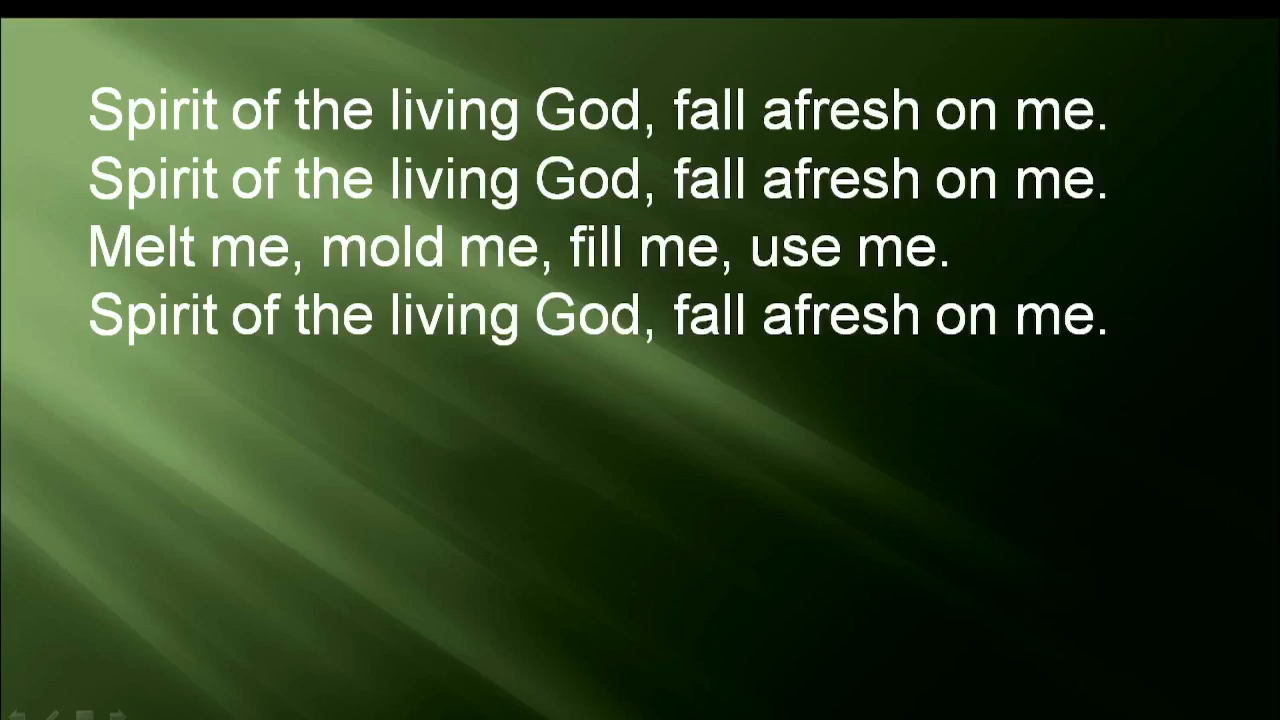 Spirit of the living God, fall afresh on me.
Spirit of the living God, fall afresh on me.
Melt me, mold me, fill me, use me.
Spirit of the living God, fall afresh on me.